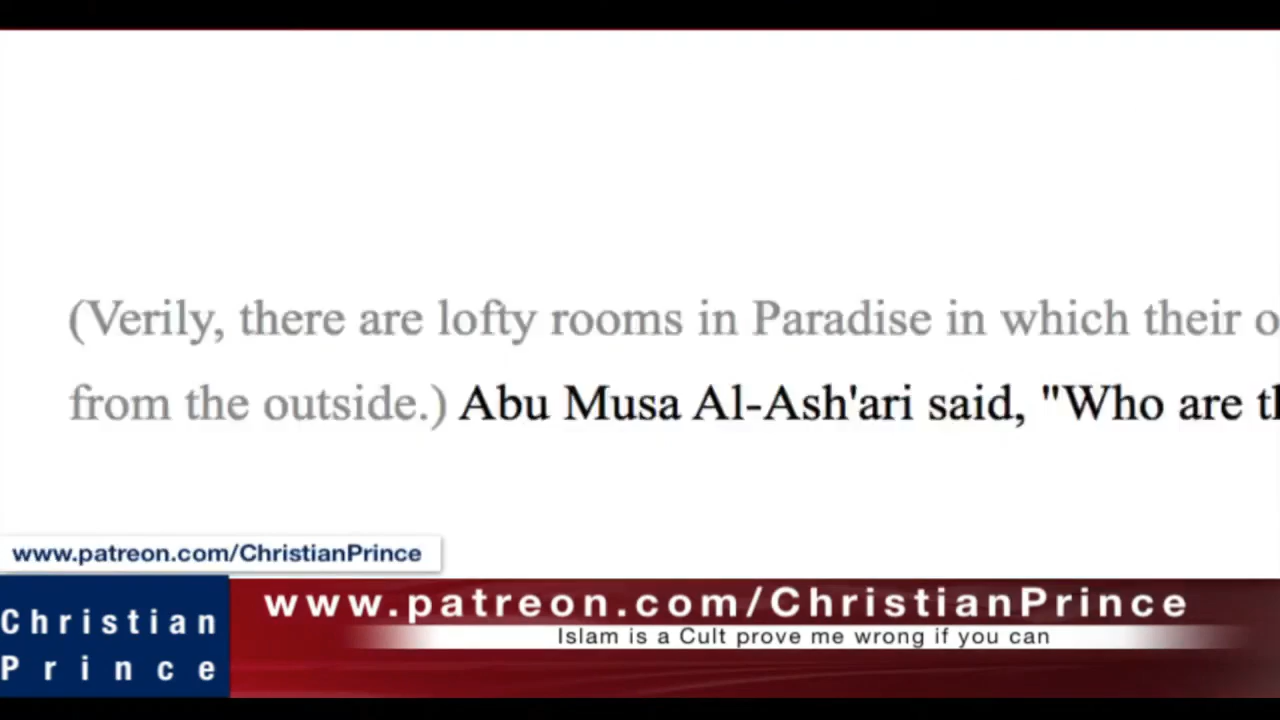 (Verily, there are lofty rooms in Paradise in which their
from the outside.) Abu Musa Al-Ash'ari said, "Who are
www.patreon.com/ChristianPrince
www.patreon.com/ChristianPrince
Islam is a Cult prove me wrong if you can
Christian
Prince